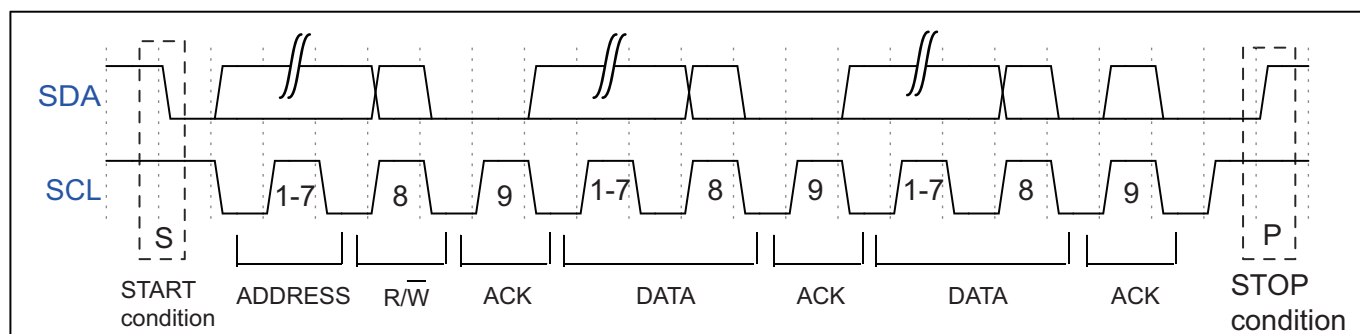 SDA
SCL
1-7 8 9 1-7 8 9 1-7 8 9
S P
START
condition
ADDRESS R/W̅ ACK DATA ACK DATA ACK
STOP
condition